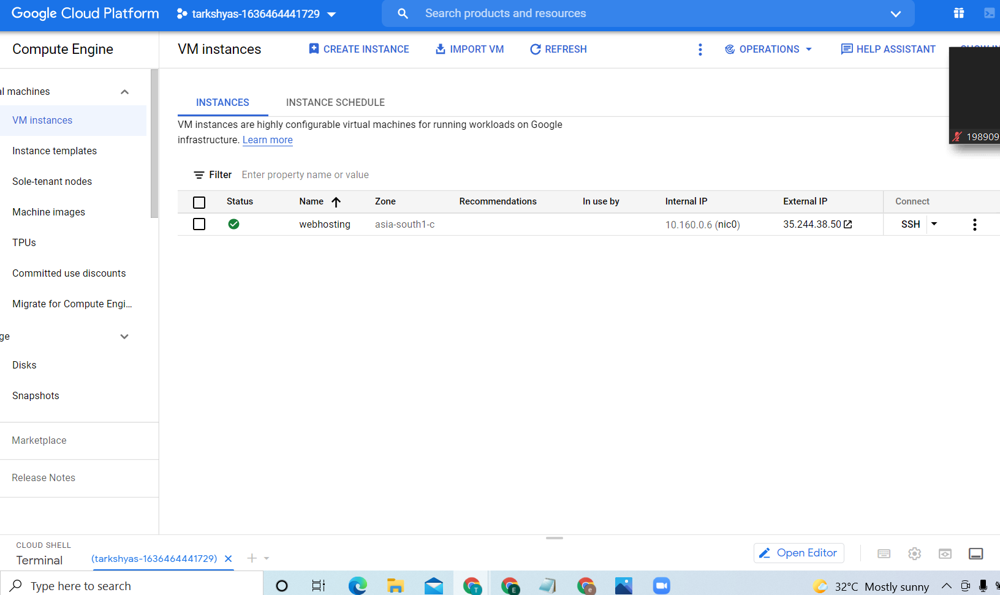 Google Cloud Platform
tarkshyas-1636464441729
Search products and resources
Compute Engine
VM instances
CREATE INSTANCE
IMPORT VM
REFRESH
OPERATIONS
HELP ASSISTANT
al machines
VM instances
Instance templates
Sole-tenant nodes
Machine images
TPUs
Committed use discounts
Migrate for Compute Engi...
ge
Disks
Snapshots
Marketplace
Release Notes
INSTANCES
INSTANCE SCHEDULE
VM instances are highly configurable virtual machines for running workloads on Google
infrastructure. Learn more
Filter Enter property name or value
Status Name Zone Recommendations In use by Internal IP External IP Connect
webhosting asia-south1-c 10.160.0.6 (nic0) 35.244.38.50 SSH
198909
CLOUD SHELL
Terminal
(tarkshyas-1636464441729)
Open Editor
Type here to search
T
E
e
32°C Mostly sunny